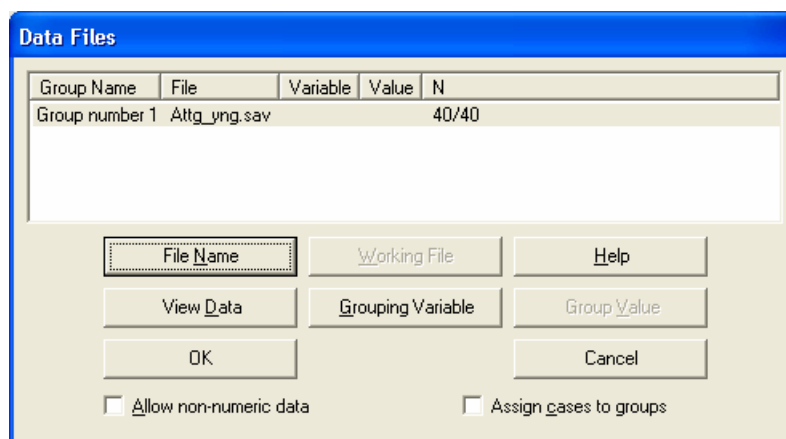 Data Files
Group Name File Variable Value N
Group number 1 Attg_yng.sav 40/40
File Name Working File Help
View Data Grouping Variable Group Value
OK Cancel
Allow non-numeric data Assign cases to groups